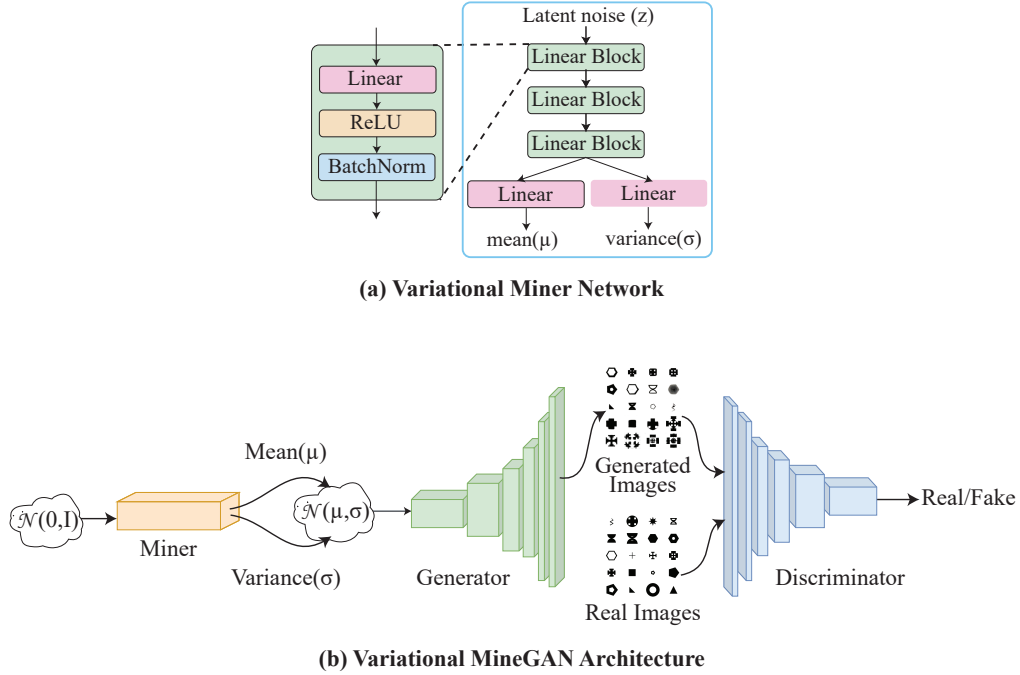 Latent noise (z)
Linear Block
Linear Block
Linear Block
Linear
Linear
mean(μ)
variance(σ)
Linear
ReLU
BatchNorm
(a) Variational Miner Network
N(0,I)
Miner
Mean(μ)
Variance(σ)
N(μ,σ)
Generator
Generated
Images
Real Images
Discriminator
Real/Fake
(b) Variational MineGAN Architecture